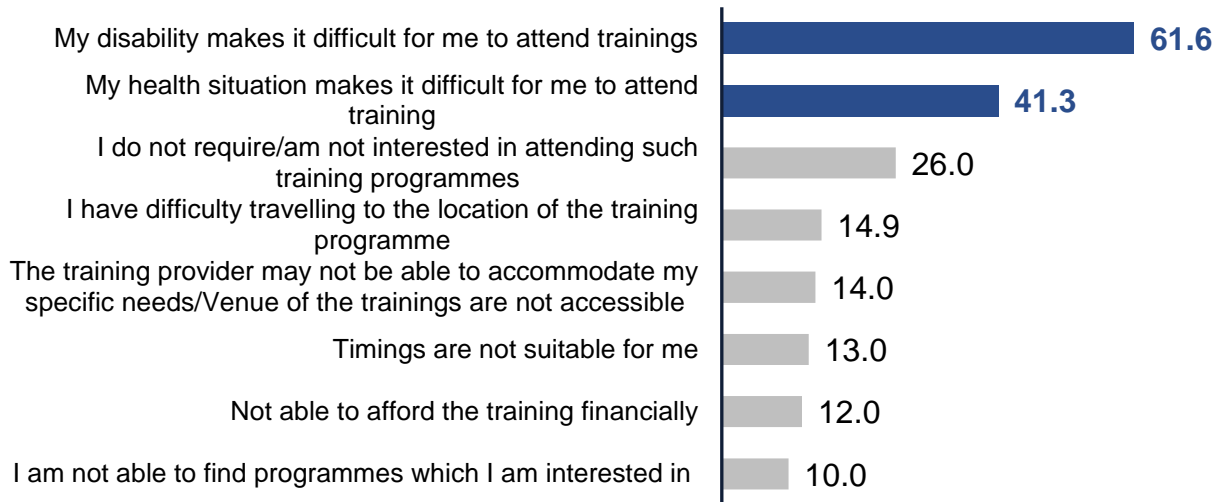 My disability makes it difficult for me to attend trainings 61.6
My health situation makes it difficult for me to attend
training 41.3
I do not require/am not interested in attending such
training programmes 26.0
I have difficulty travelling to the location of the training
programme 14.9
The training provider may not be able to accommodate my
specific needs/Venue of the trainings are not accessible 14.0
Timings are not suitable for me 13.0
Not able to afford the training financially 12.0
I am not able to find programmes which I am interested in 10.0